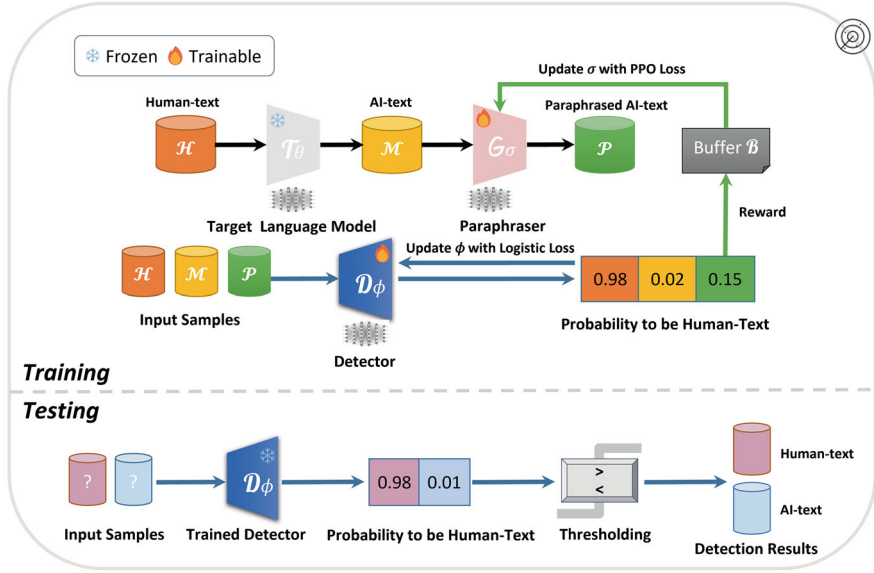 Frozen Trainable
Update σ with PPO Loss
Human-text AI-text Paraphrased AI-text
ℋ 𝒯θ ℳ 𝒢σ 𝒫 Buffer ℬ
Target Language Model Paraphraser Reward
Update ϕ with Logistic Loss
ℋ ℳ 𝒫 𝒟ϕ 0.98 0.02 0.15
Input Samples Probability to be Human-Text
Detector
Training
Testing
? ? 𝒟ϕ 0.98 0.01 > <
Human-text
AI-text
Input Samples Trained Detector Probability to be Human-Text Thresholding Detection Results